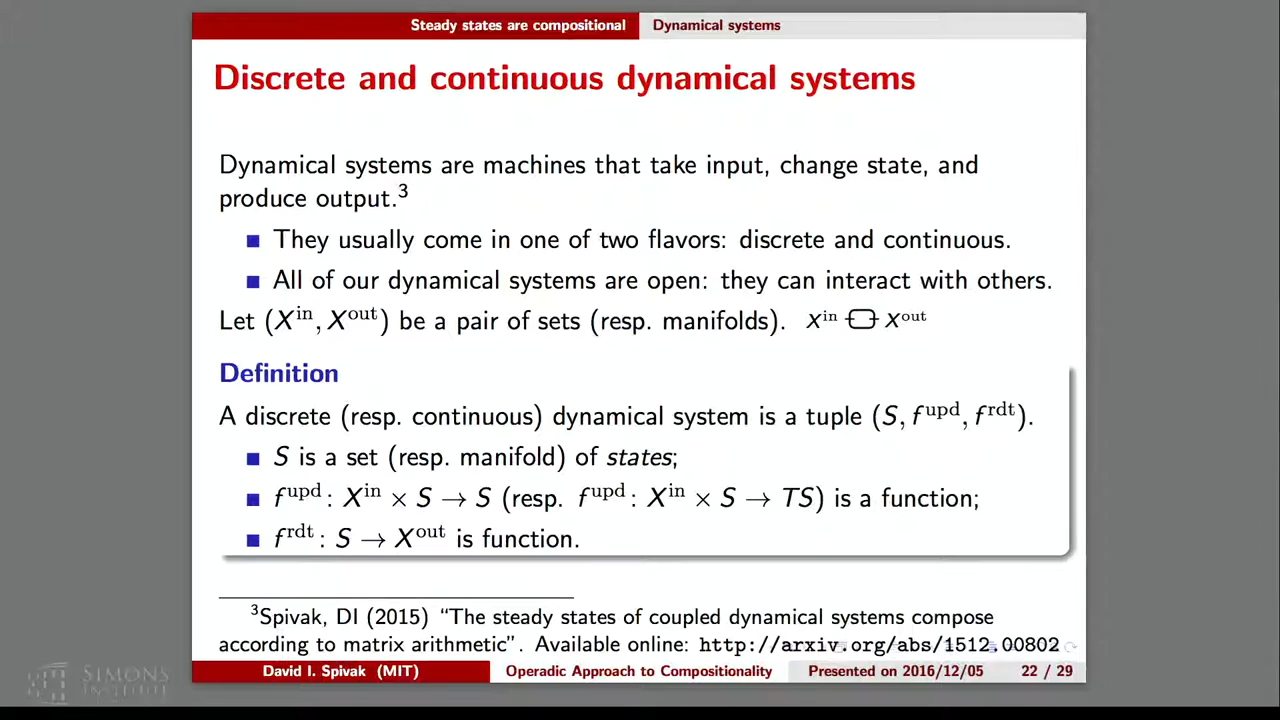 Steady states are compositional Dynamical systems
Discrete and continuous dynamical systems
Dynamical systems are machines that take input, change state, and
produce output.³
■ They usually come in one of two flavors: discrete and continuous.
■ All of our dynamical systems are open: they can interact with others.
Let (Xⁱⁿ, Xᵒᵘᵗ) be a pair of sets (resp. manifolds). Xⁱⁿ Xᵒᵘᵗ
Definition
A discrete (resp. continuous) dynamical system is a tuple (S, fᵘᵖᵈ, fʳᵈᵗ).
■ S is a set (resp. manifold) of states;
■ fᵘᵖᵈ : Xⁱⁿ × S → S (resp. fᵘᵖᵈ : Xⁱⁿ × S → TS) is a function;
■ fʳᵈᵗ : S → Xᵒᵘᵗ is function.
³Spivak, DI (2015) “The steady states of coupled dynamical systems compose
according to matrix arithmetic”. Available online: http://arxiv.org/abs/1512.00802
David I. Spivak (MIT) Operadic Approach to Compositionality Presented on 2016/12/05 22 / 29
SIMONS
INSTITUTE